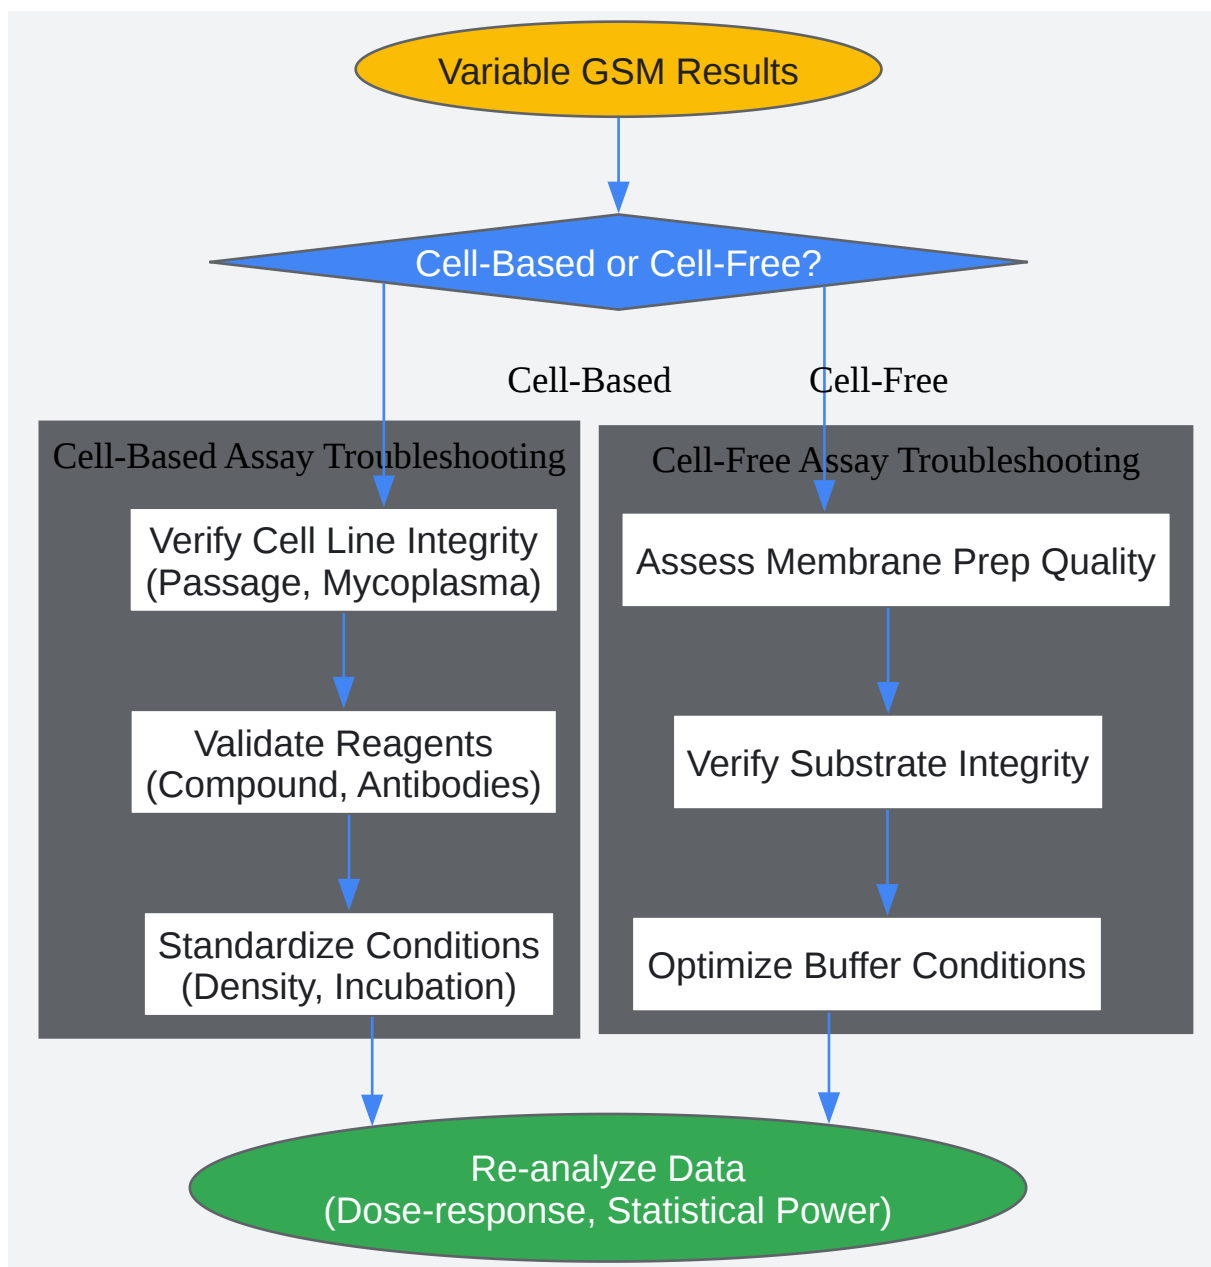 Variable GSM Results
Cell-Based or Cell-Free?
Cell-Based
Cell-Free
Cell-Based Assay Troubleshooting
Verify Cell Line Integrity
(Passage, Mycoplasma)
Validate Reagents
(Compound, Antibodies)
Standardize Conditions
(Density, Incubation)
Cell-Free Assay Troubleshooting
Assess Membrane Prep Quality
Verify Substrate Integrity
Optimize Buffer Conditions
Re-analyze Data
(Dose-response, Statistical Power)